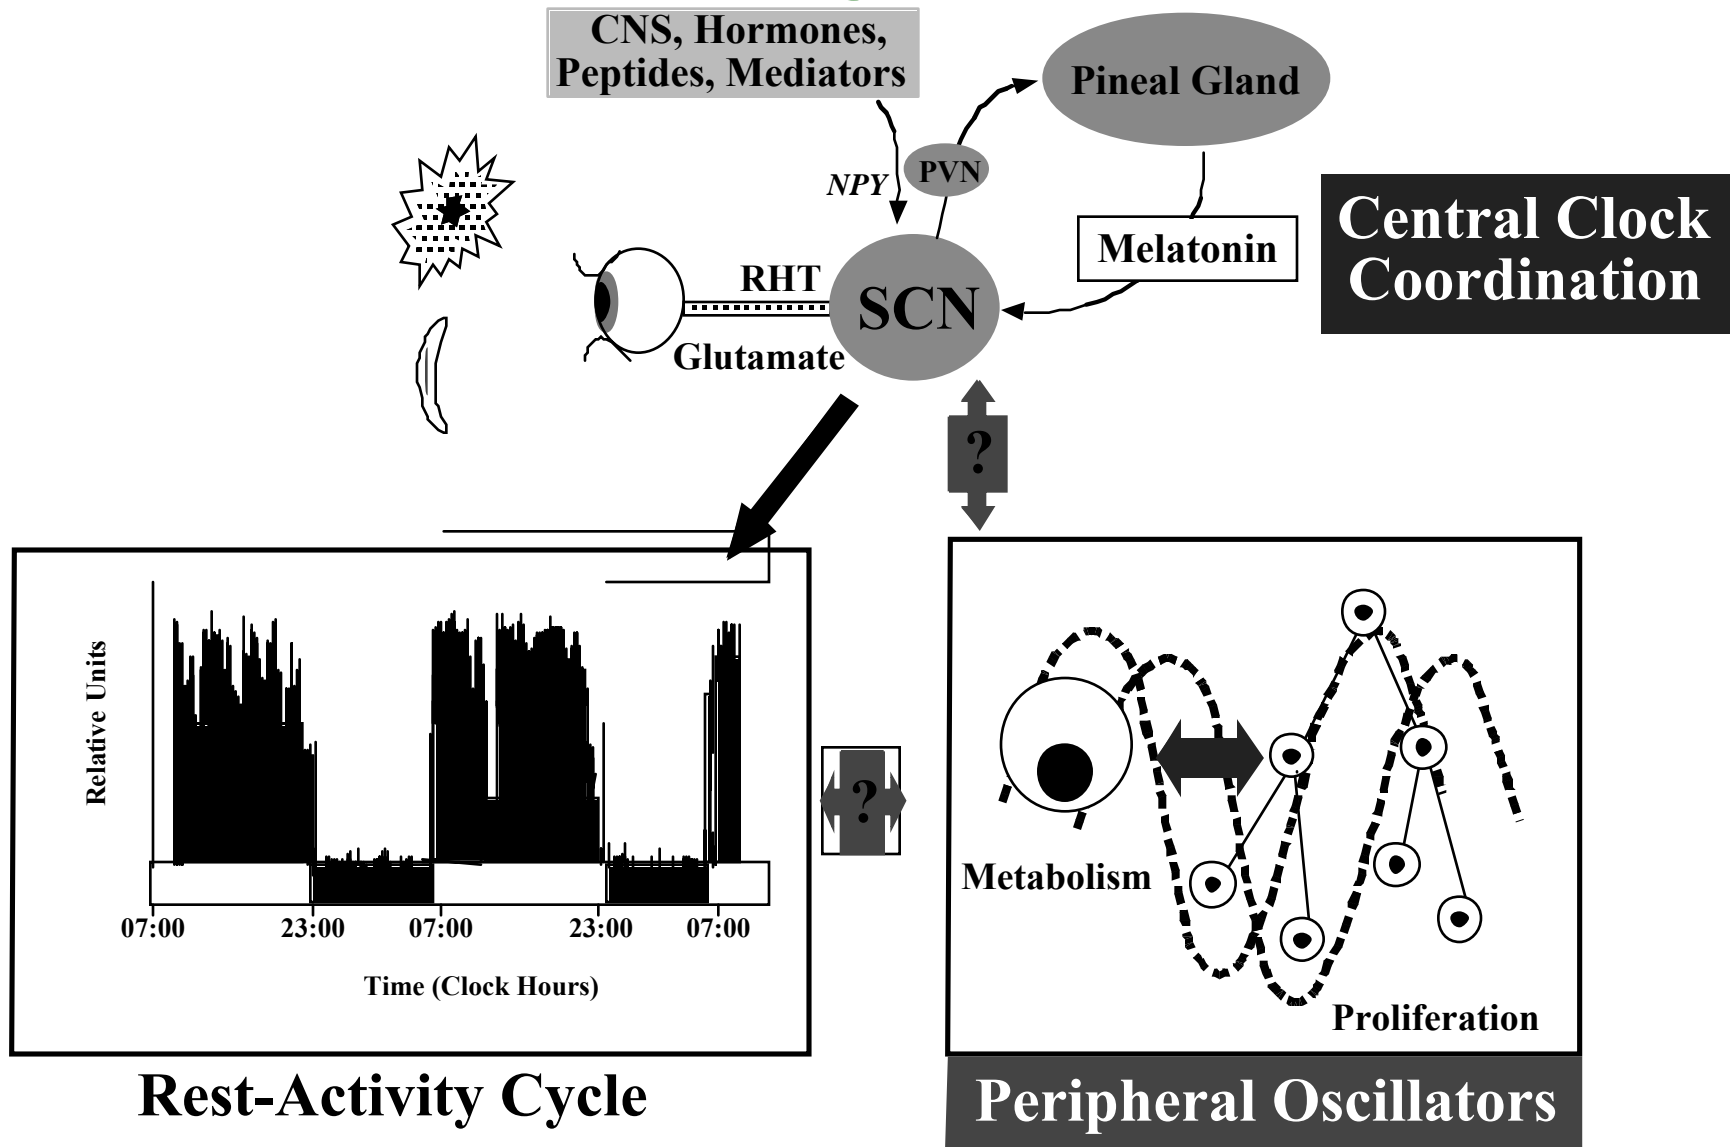 CNS, Hormones,
Peptides, Mediators
Pineal Gland
PVN
NPY
Central Clock
Coordination
Melatonin
RHT
SCN
Glutamate
?
Relative Units
?
07:00 23:00 07:00 23:00 07:00
Time (Clock Hours)
Metabolism
Proliferation
Rest-Activity Cycle
Peripheral Oscillators